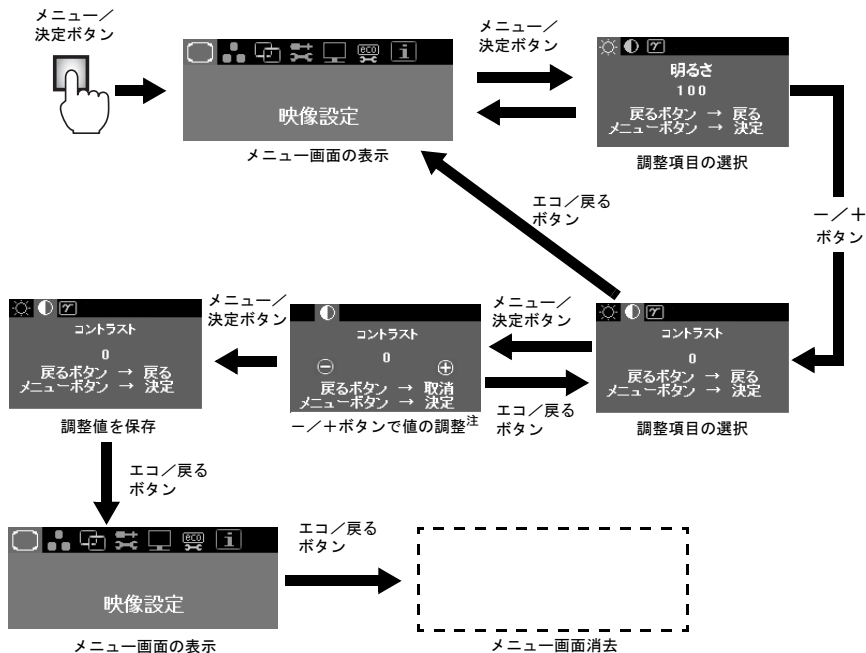 メニュー／
決定ボタン
eco
i
映像設定
メニュー画面の表示
メニュー／
決定ボタン
γ
明るさ
100
戻るボタン → 戻る
メニューボタン → 決定
調整項目の選択
エコ／戻る
ボタン
－／＋
ボタン
γ
コントラスト
0
戻るボタン → 戻る
メニューボタン → 決定
調整値を保存
メニュー／
決定ボタン
コントラスト
0
戻るボタン → 取消
メニューボタン → 決定
－／＋ボタンで値の調整注
メニュー／
決定ボタン
エコ／戻る
ボタン
γ
コントラスト
0
戻るボタン → 戻る
メニューボタン → 決定
調整項目の選択
エコ／戻る
ボタン
eco
i
映像設定
メニュー画面の表示
エコ／戻る
ボタン
メニュー画面消去